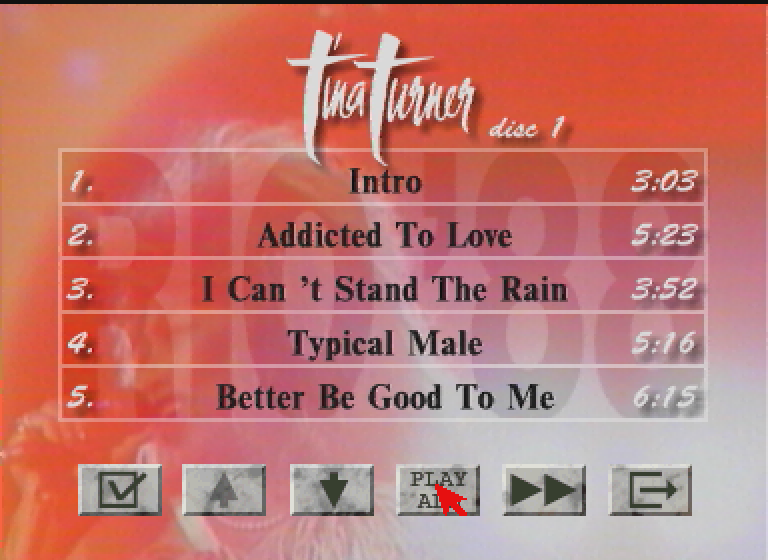 Tina Turner disc 1
RIO '88
1. Intro 3:03
2. Addicted To Love 5:23
3. I Can 't Stand The Rain 3:52
4. Typical Male 5:16
5. Better Be Good To Me 6:15
PLAY
ALL